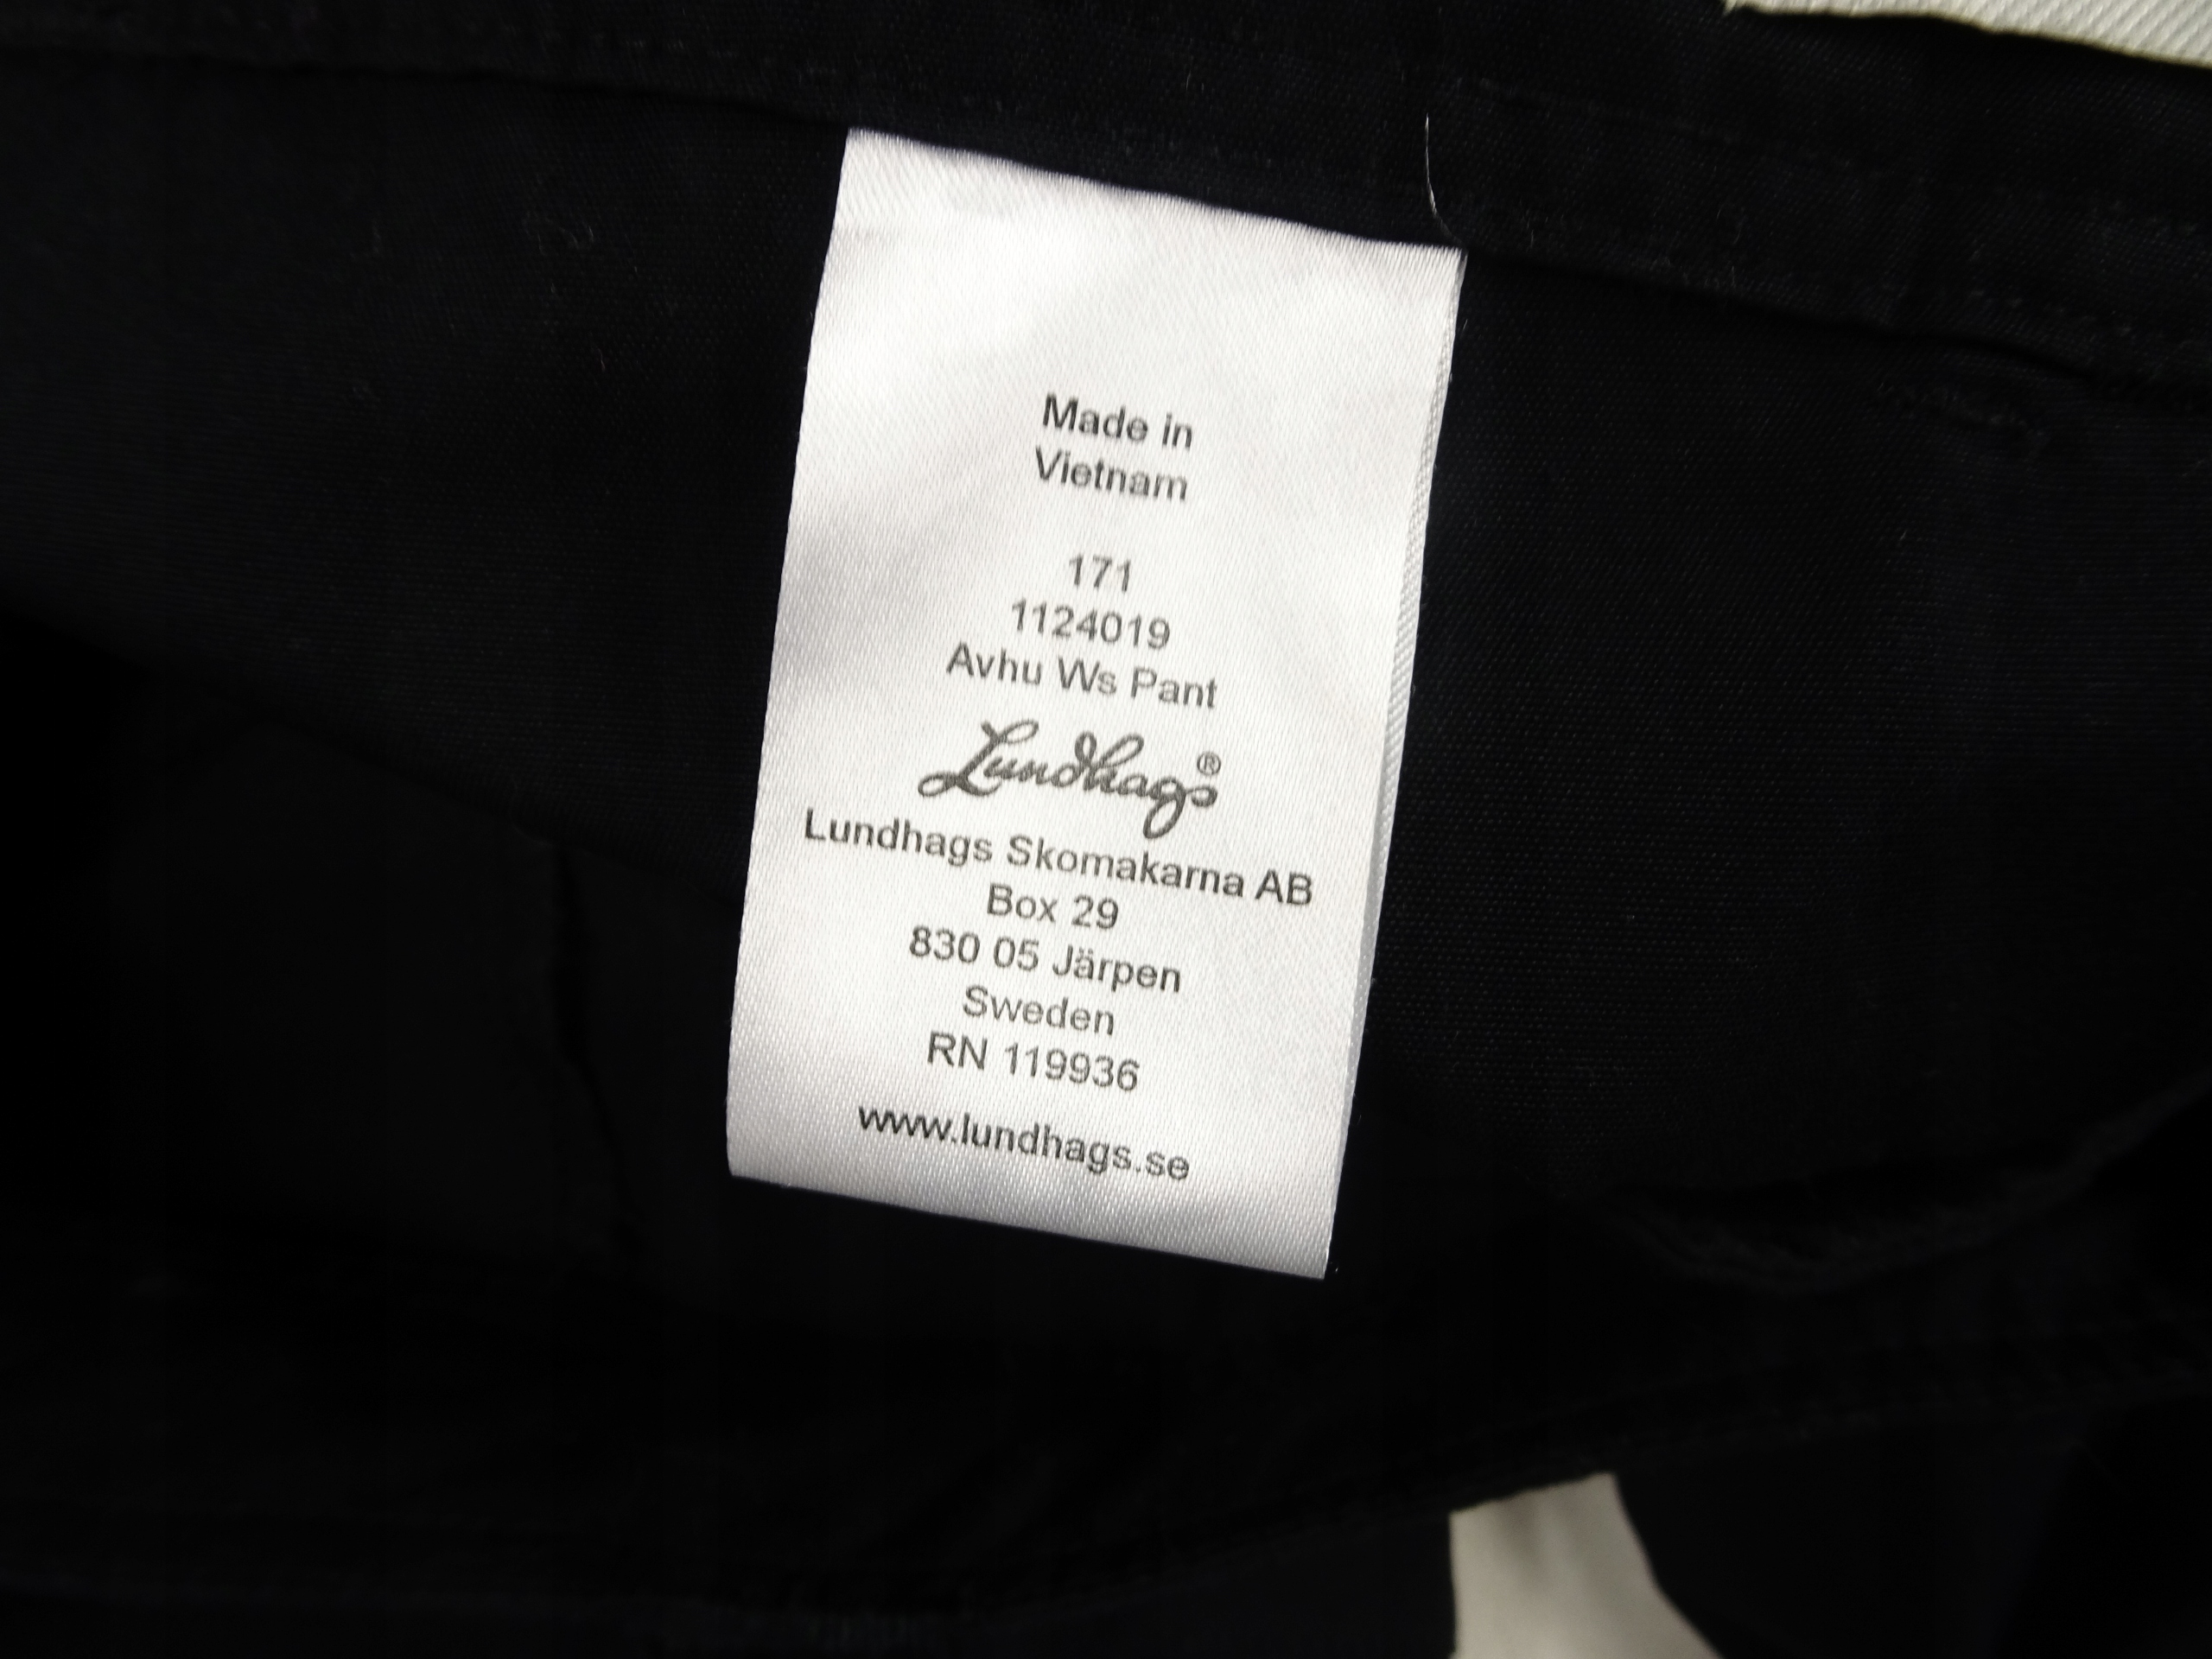 Made in
Vietnam
171
1124019
Avhu Ws Pant
Lundhags®
Lundhags Skomakarna AB
Box 29
830 05 Järpen
Sweden
RN 119936
www.lundhags.se